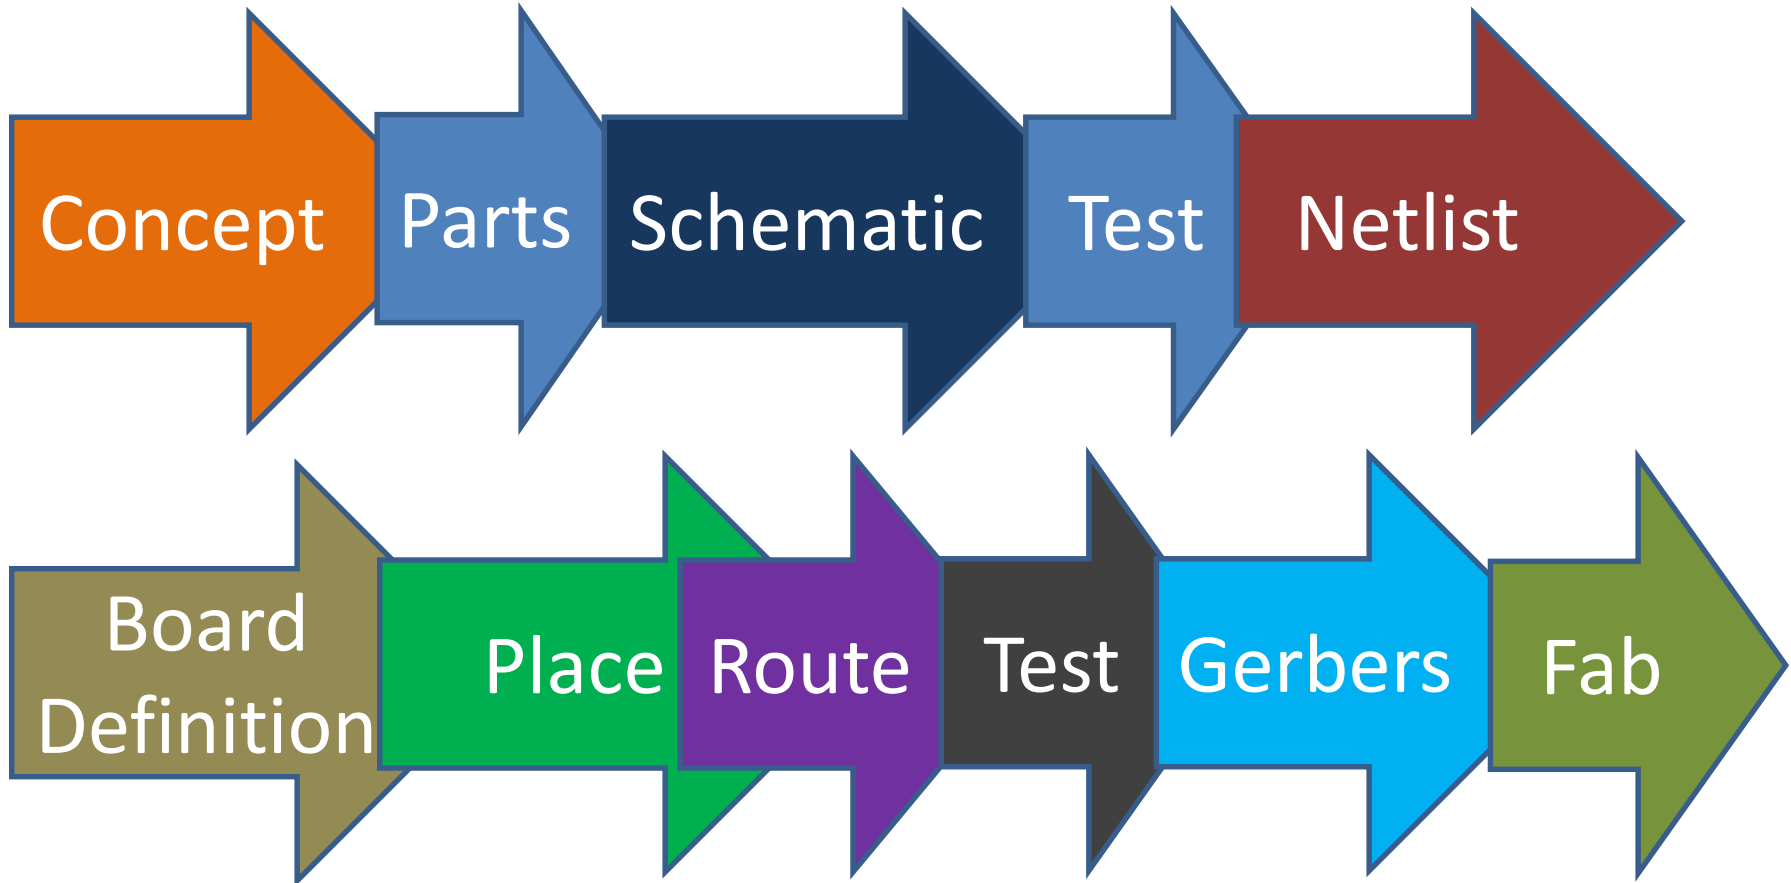 Concept
Parts
Schematic
Test
Netlist
Board
Definition
Place
Route
Test
Gerbers
Fab